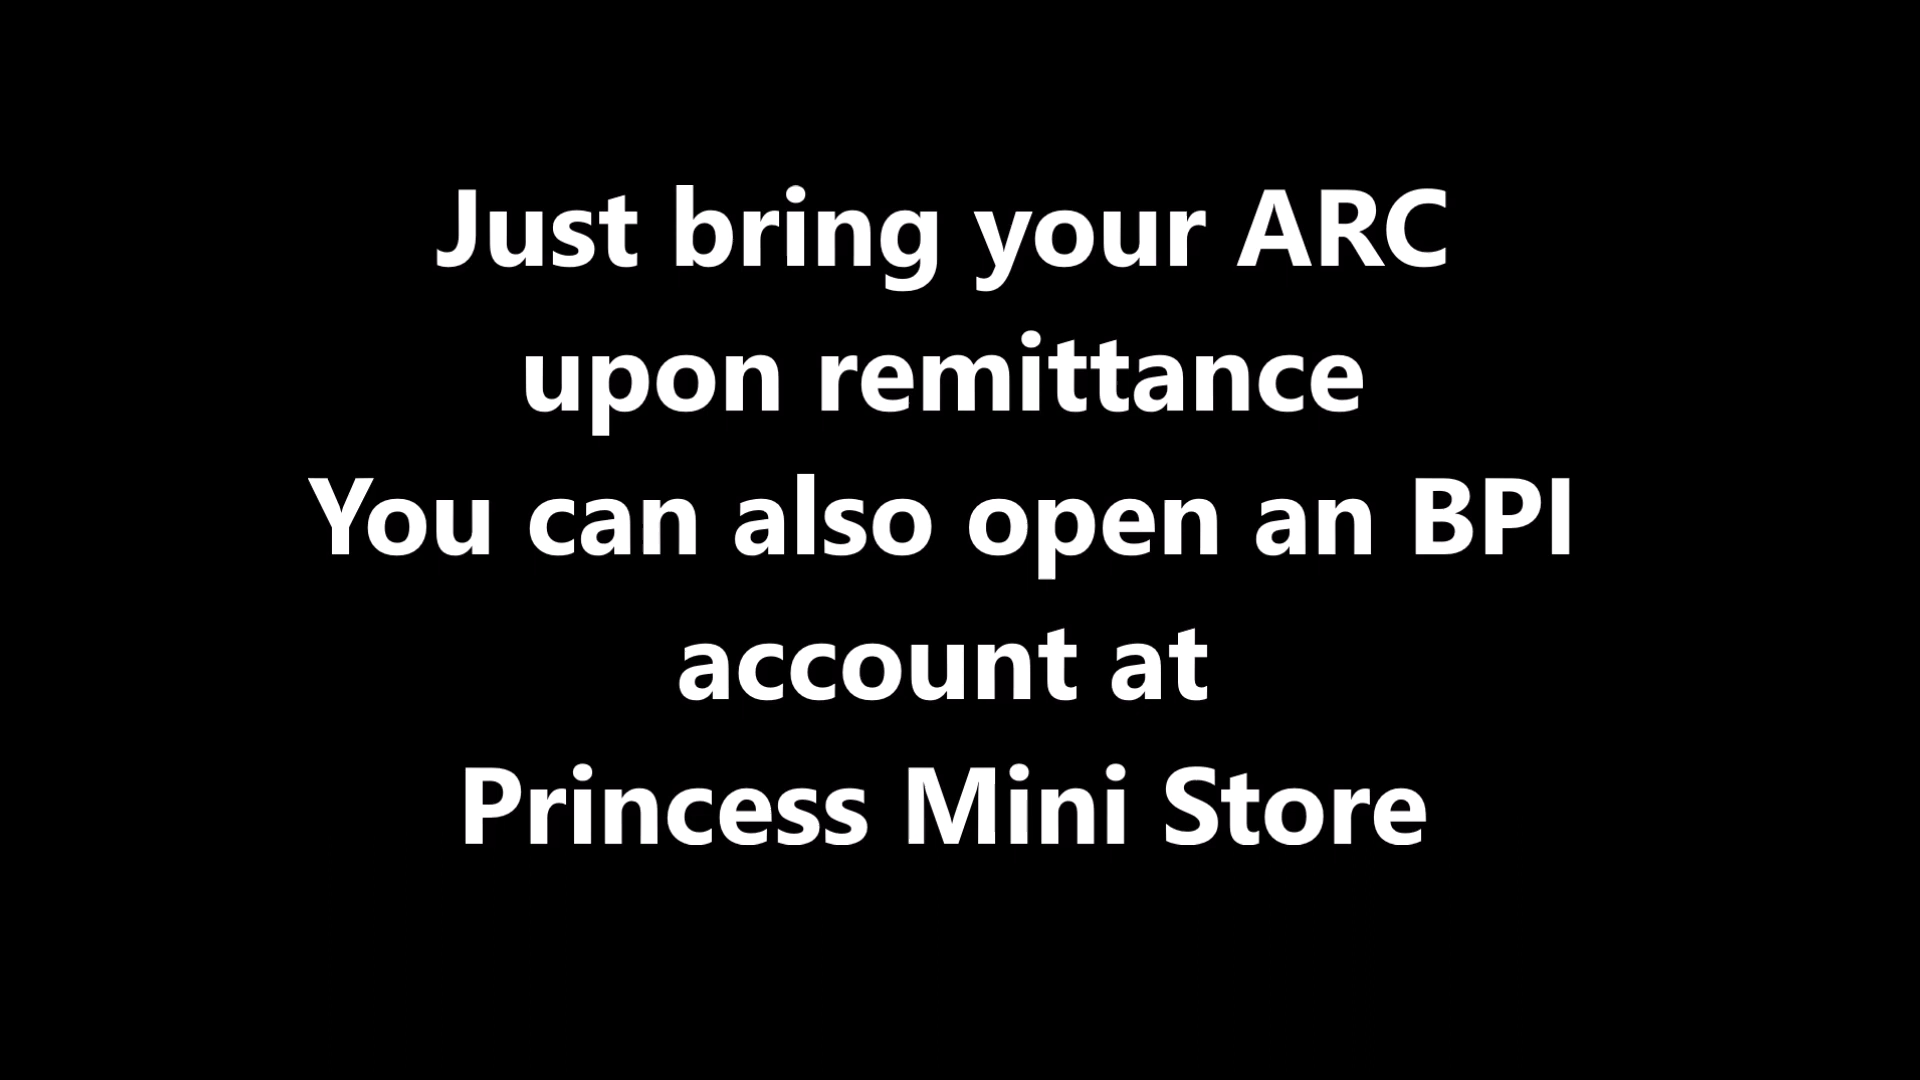 Just bring your ARC
upon remittance
You can also open an BPI
account at
Princess Mini Store